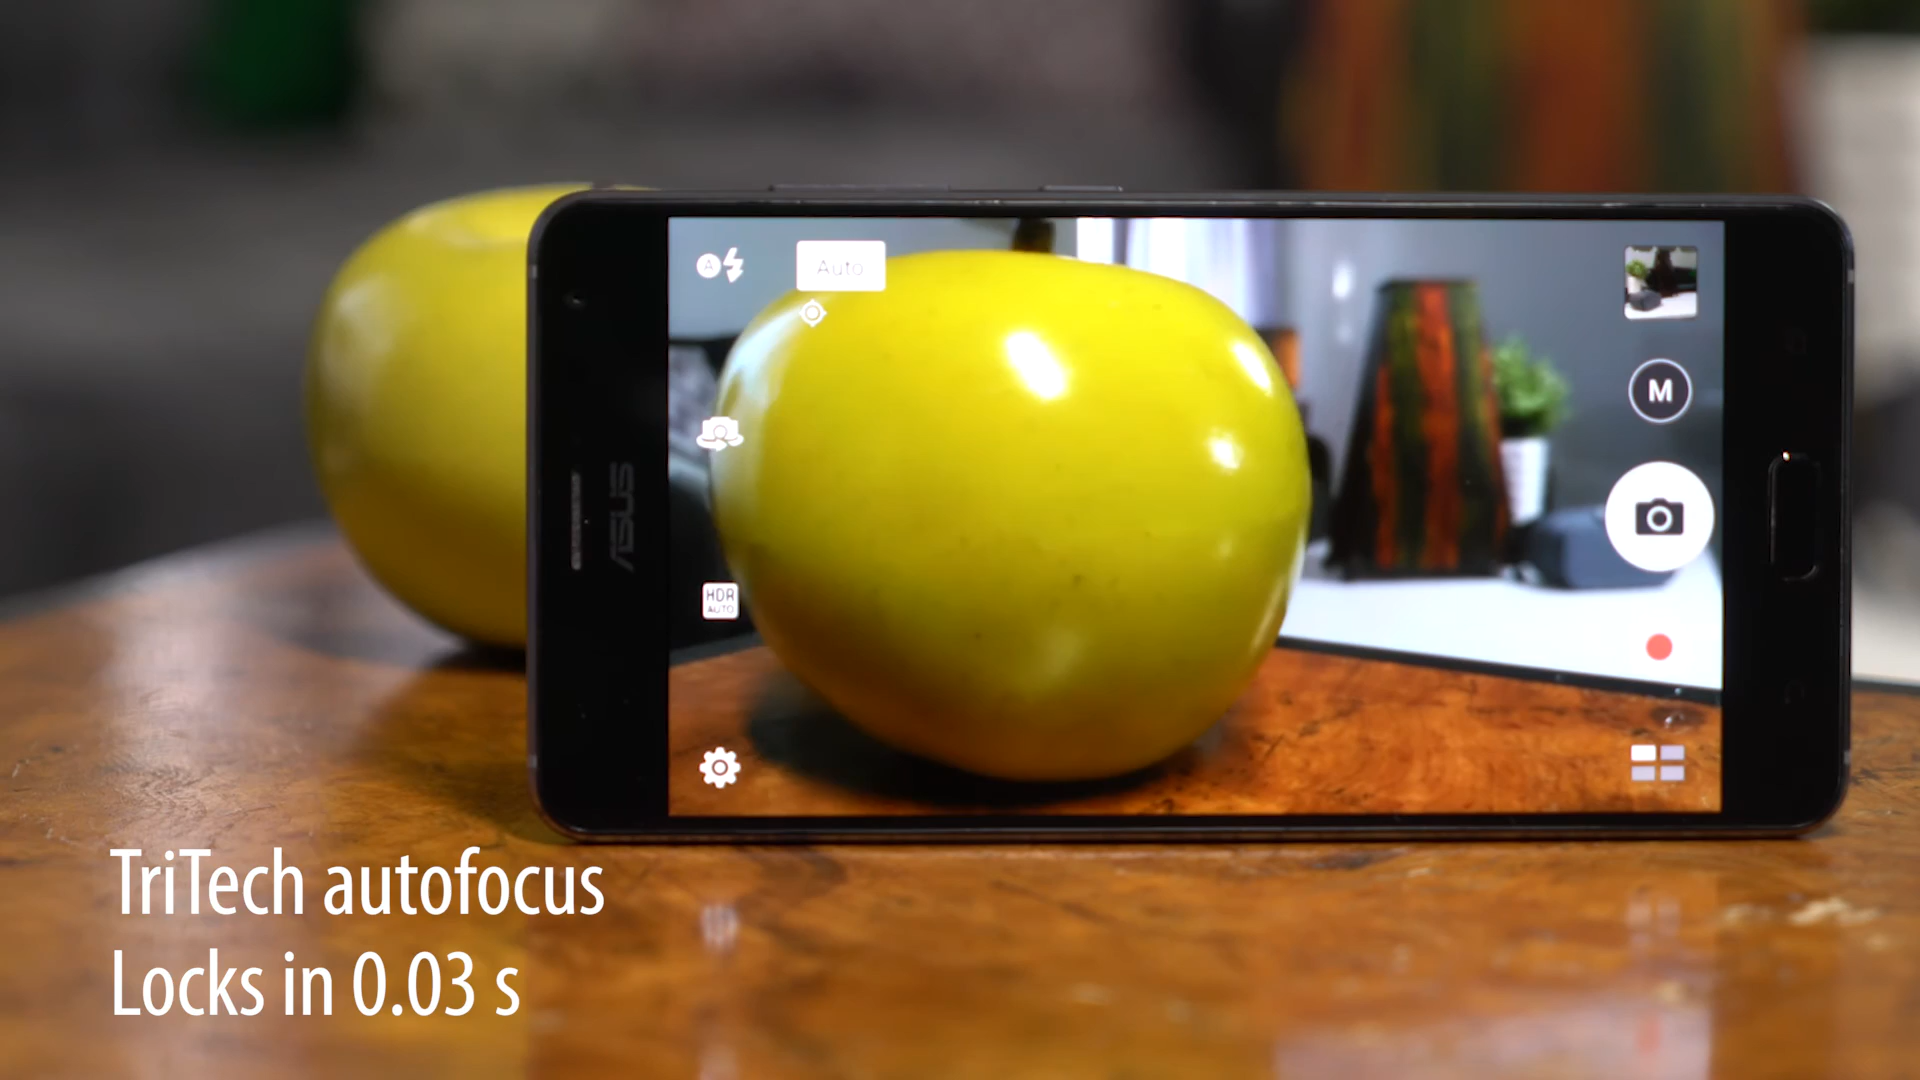 A
Auto
M
ASUS
HDR
AUTO
TriTech autofocus
Locks in 0.03 s